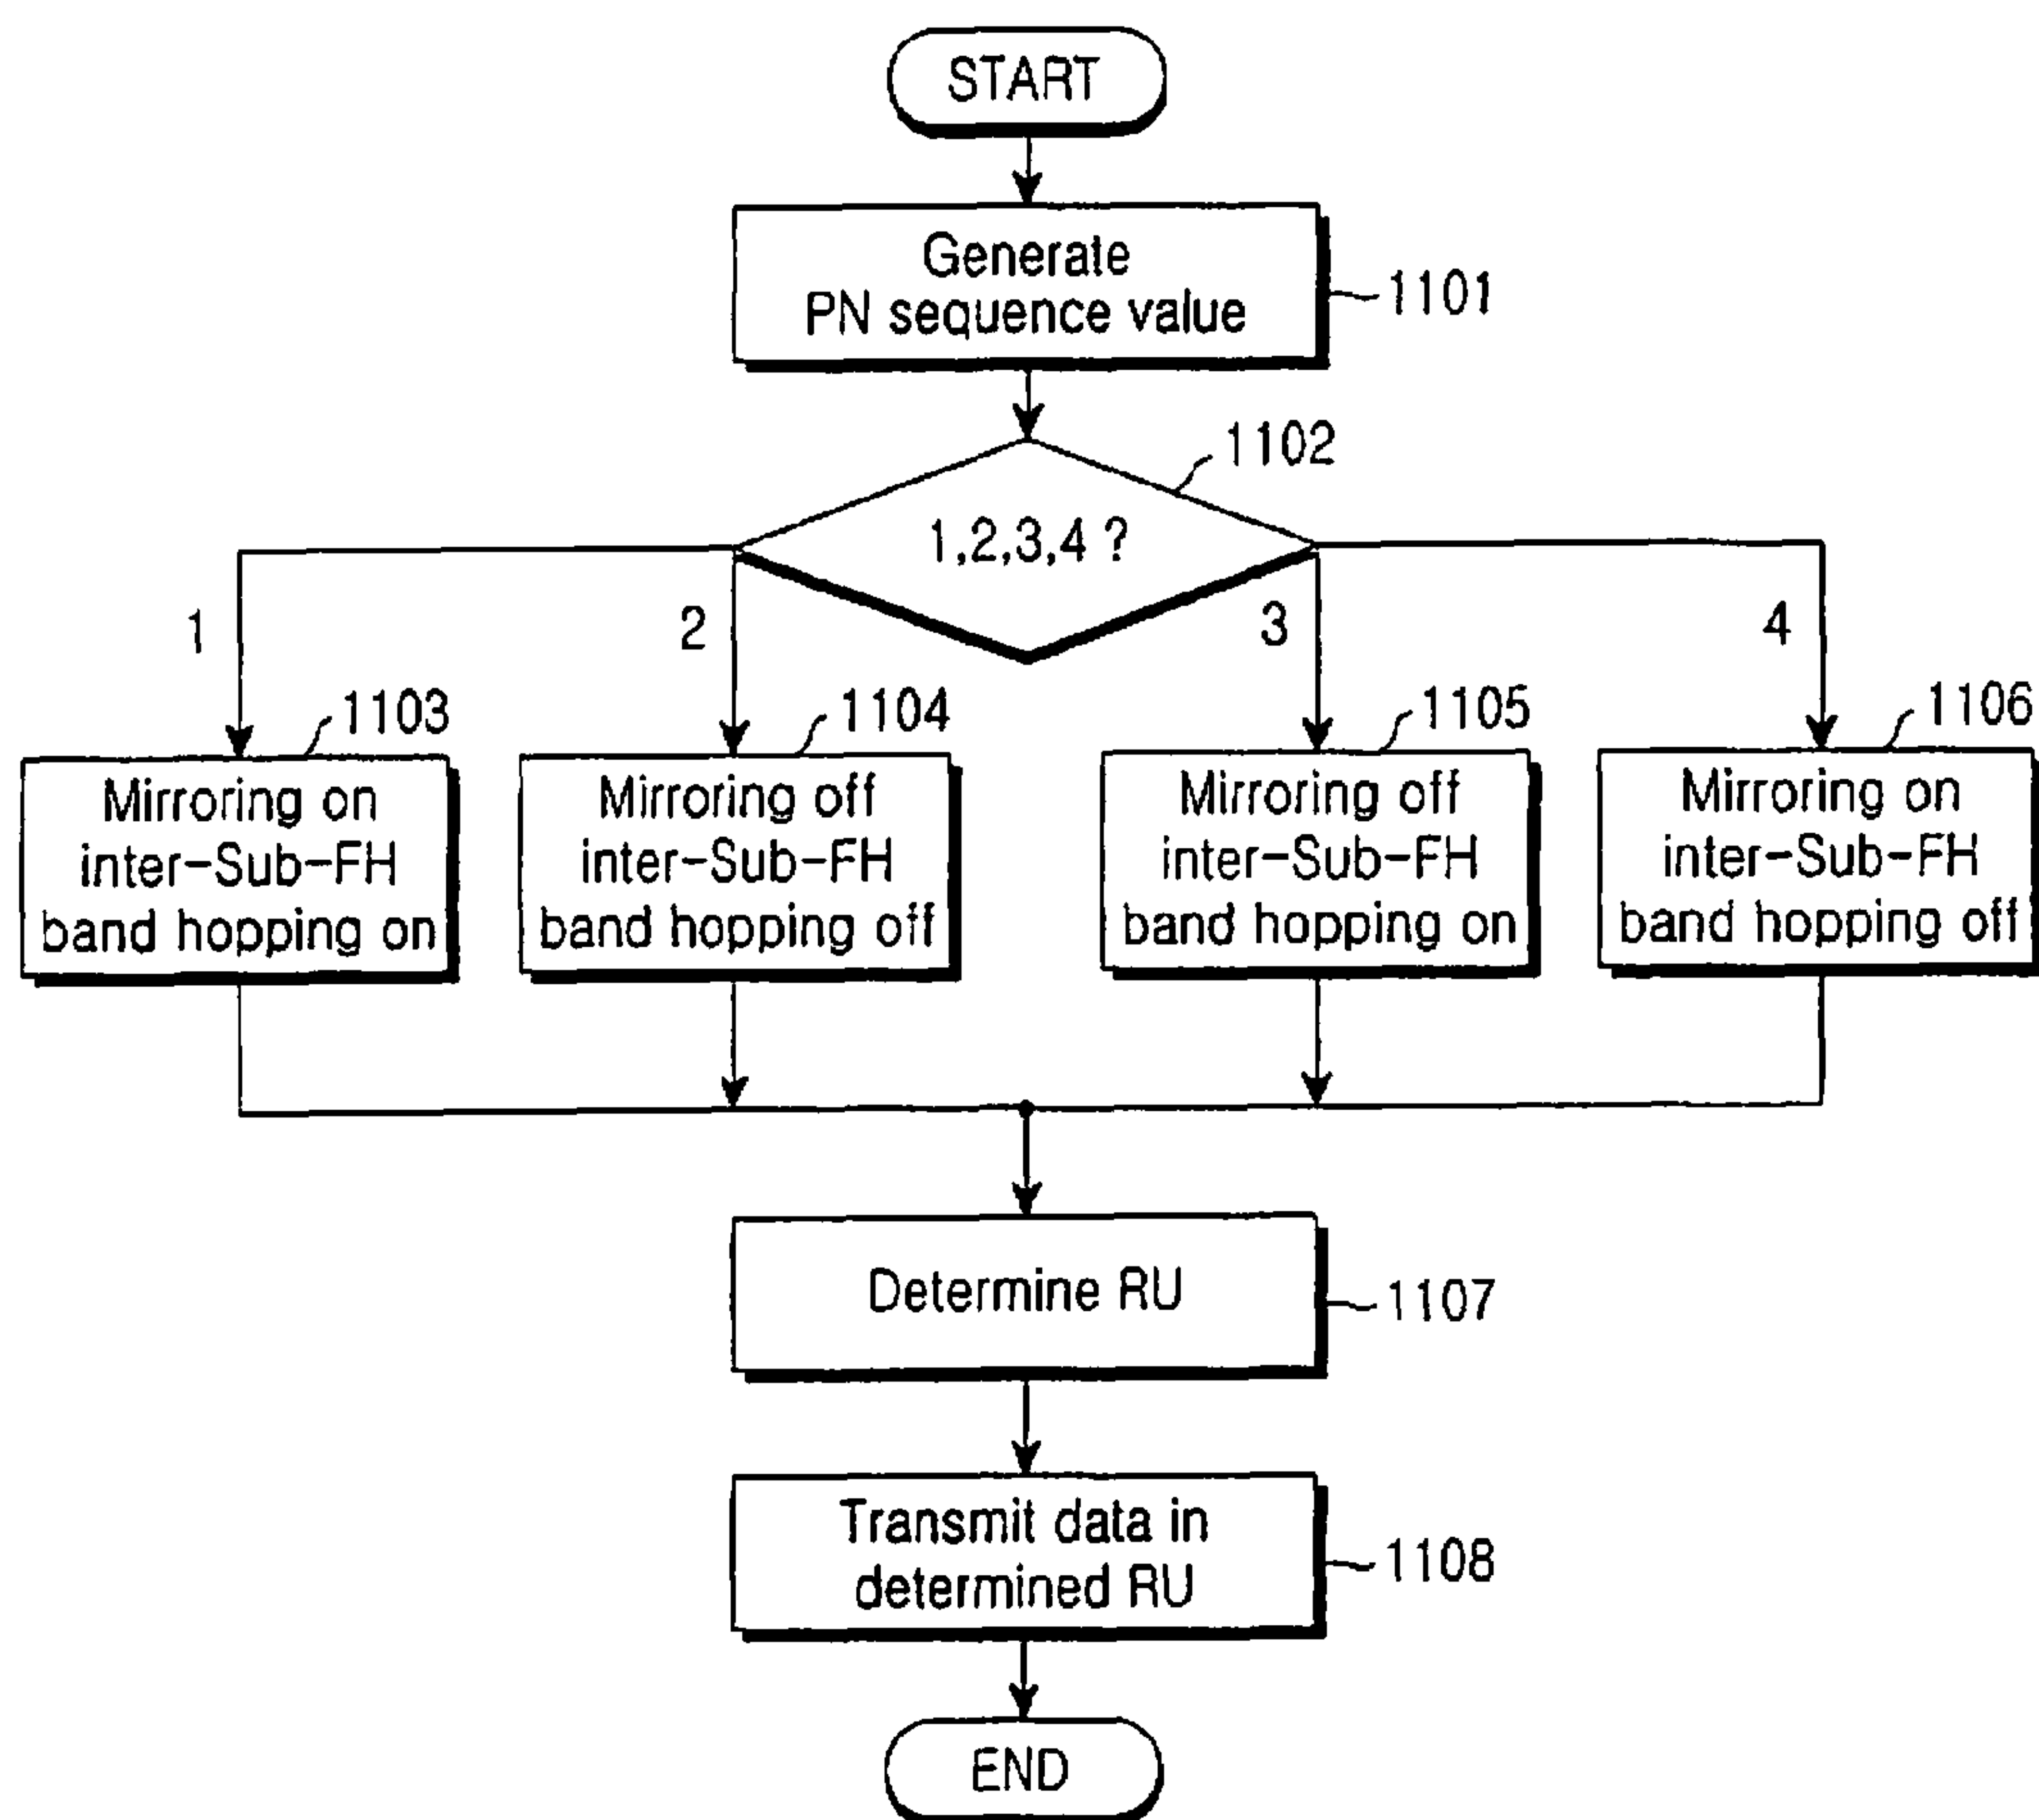 START
Generate
PN sequence value
1101
1102
1,2,3,4 ?
1
2
3
4
1103
Mirroring on
inter-Sub-FH
band hopping on
1104
Mirroring off
inter-Sub-FH
band hopping off
1105
Mirroring off
inter-Sub-FH
band hopping on
1106
Mirroring on
inter-Sub-FH
band hopping off
Determine RU
1107
Transmit data in
determined RU
1108
END